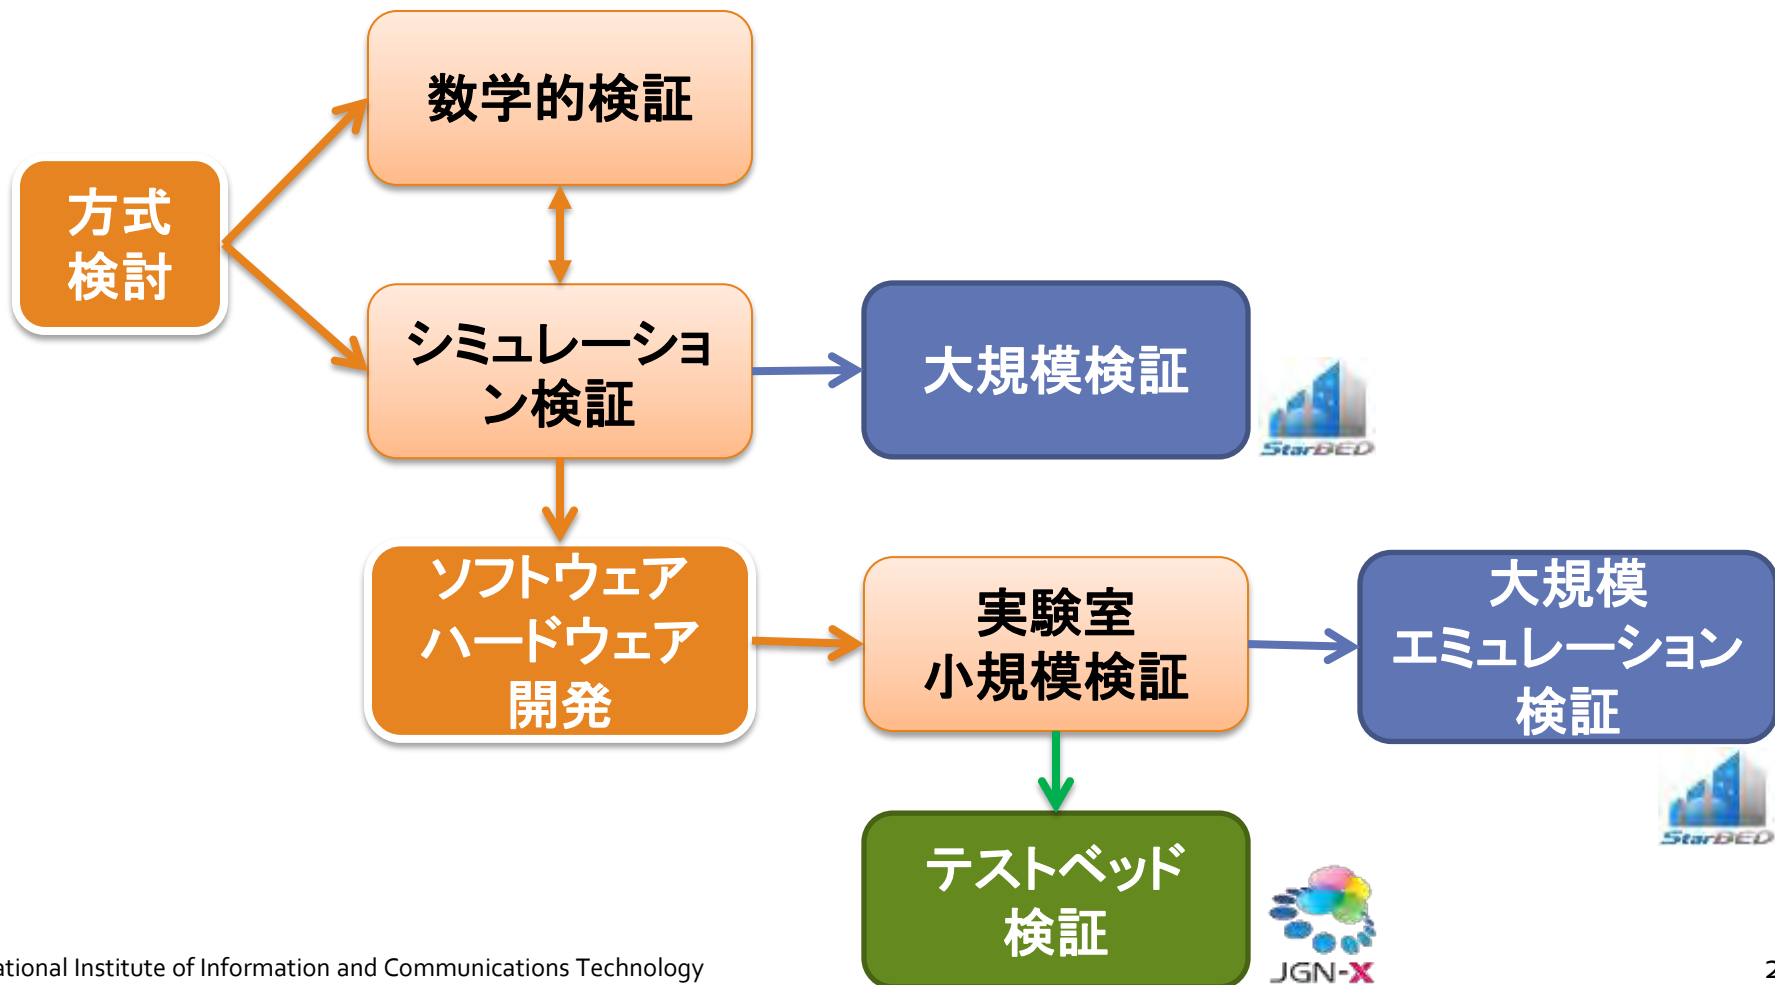 数学的検証
方式
検討
シミュレーショ
ン検証
大規模検証
StarBED
ソフトウェア
ハードウェア
開発
実験室
小規模検証
大規模
エミュレーション
検証
StarBED
テストベッド
検証
JGN-X
ational Institute of Information and Communications Technology
2